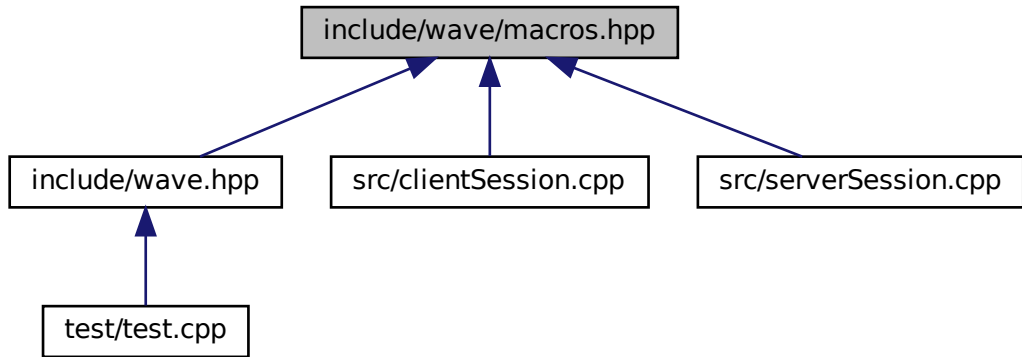 include/wave/macros.hpp
include/wave.hpp
src/clientSession.cpp
src/serverSession.cpp
test/test.cpp